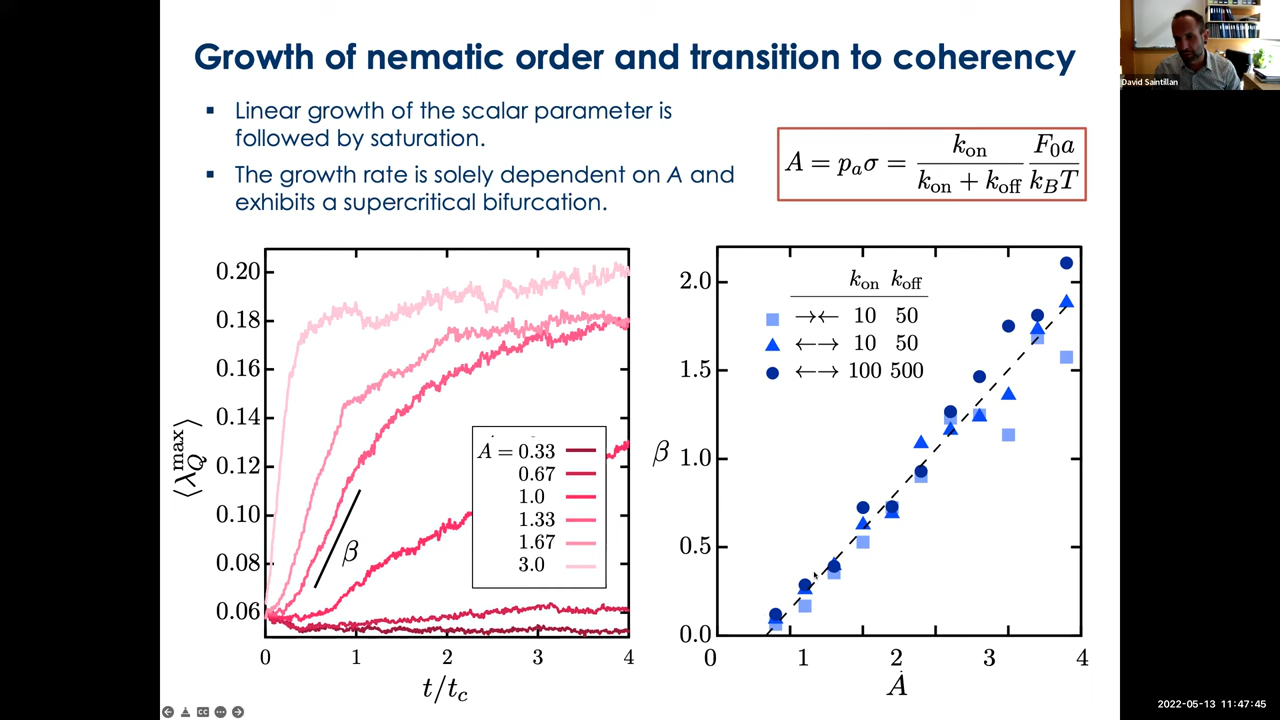 Growth of nematic order and transition to coherency
▪ Linear growth of the scalar parameter is
followed by saturation.
▪ The growth rate is solely dependent on A and
exhibits a supercritical bifurcation.
A = pₐσ = k_on / (k_on + k_off) F₀a / k_BT
David Saintillan
0.20
0.18
0.16
0.14
0.12
0.10
0.08
0.06
⟨λ_Q^max⟩
β
A = 0.33
0.67
1.0
1.33
1.67
3.0
0 1 2 3 4
t/t_c
2.0
1.5
1.0
0.5
0.0
β
k_on k_off
→← 10 50
←→ 10 50
←→ 100 500
0 1 2 3 4
A
2022-05-13 11:47:45